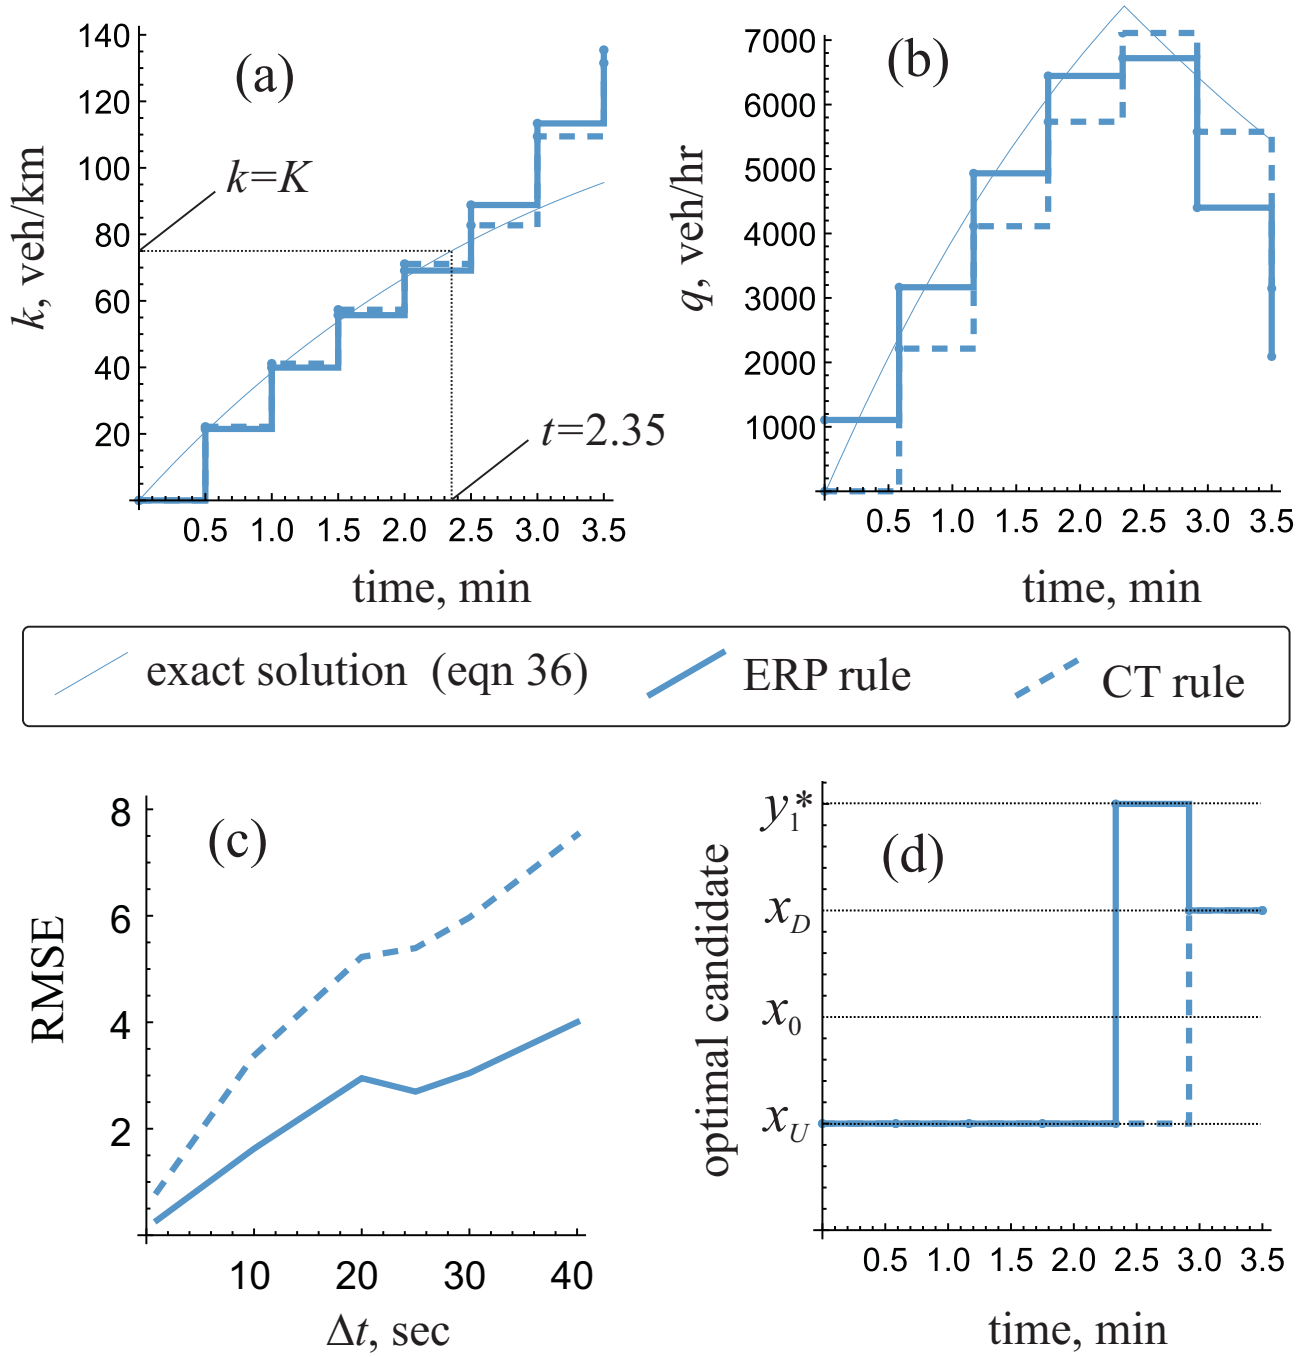 (a)
k, veh/km
140
120
100
80
60
40
20
k=K
t=2.35
0.5 1.0 1.5 2.0 2.5 3.0 3.5
time, min
(b)
q, veh/hr
7000
6000
5000
4000
3000
2000
1000
0.5 1.0 1.5 2.0 2.5 3.0 3.5
time, min
exact solution (eqn 36)
ERP rule
CT rule
(c)
RMSE
8
6
4
2
10 20 30 40
Δt, sec
(d)
optimal candidate
y₁*
x_D
x₀
x_U
0.5 1.0 1.5 2.0 2.5 3.0 3.5
time, min